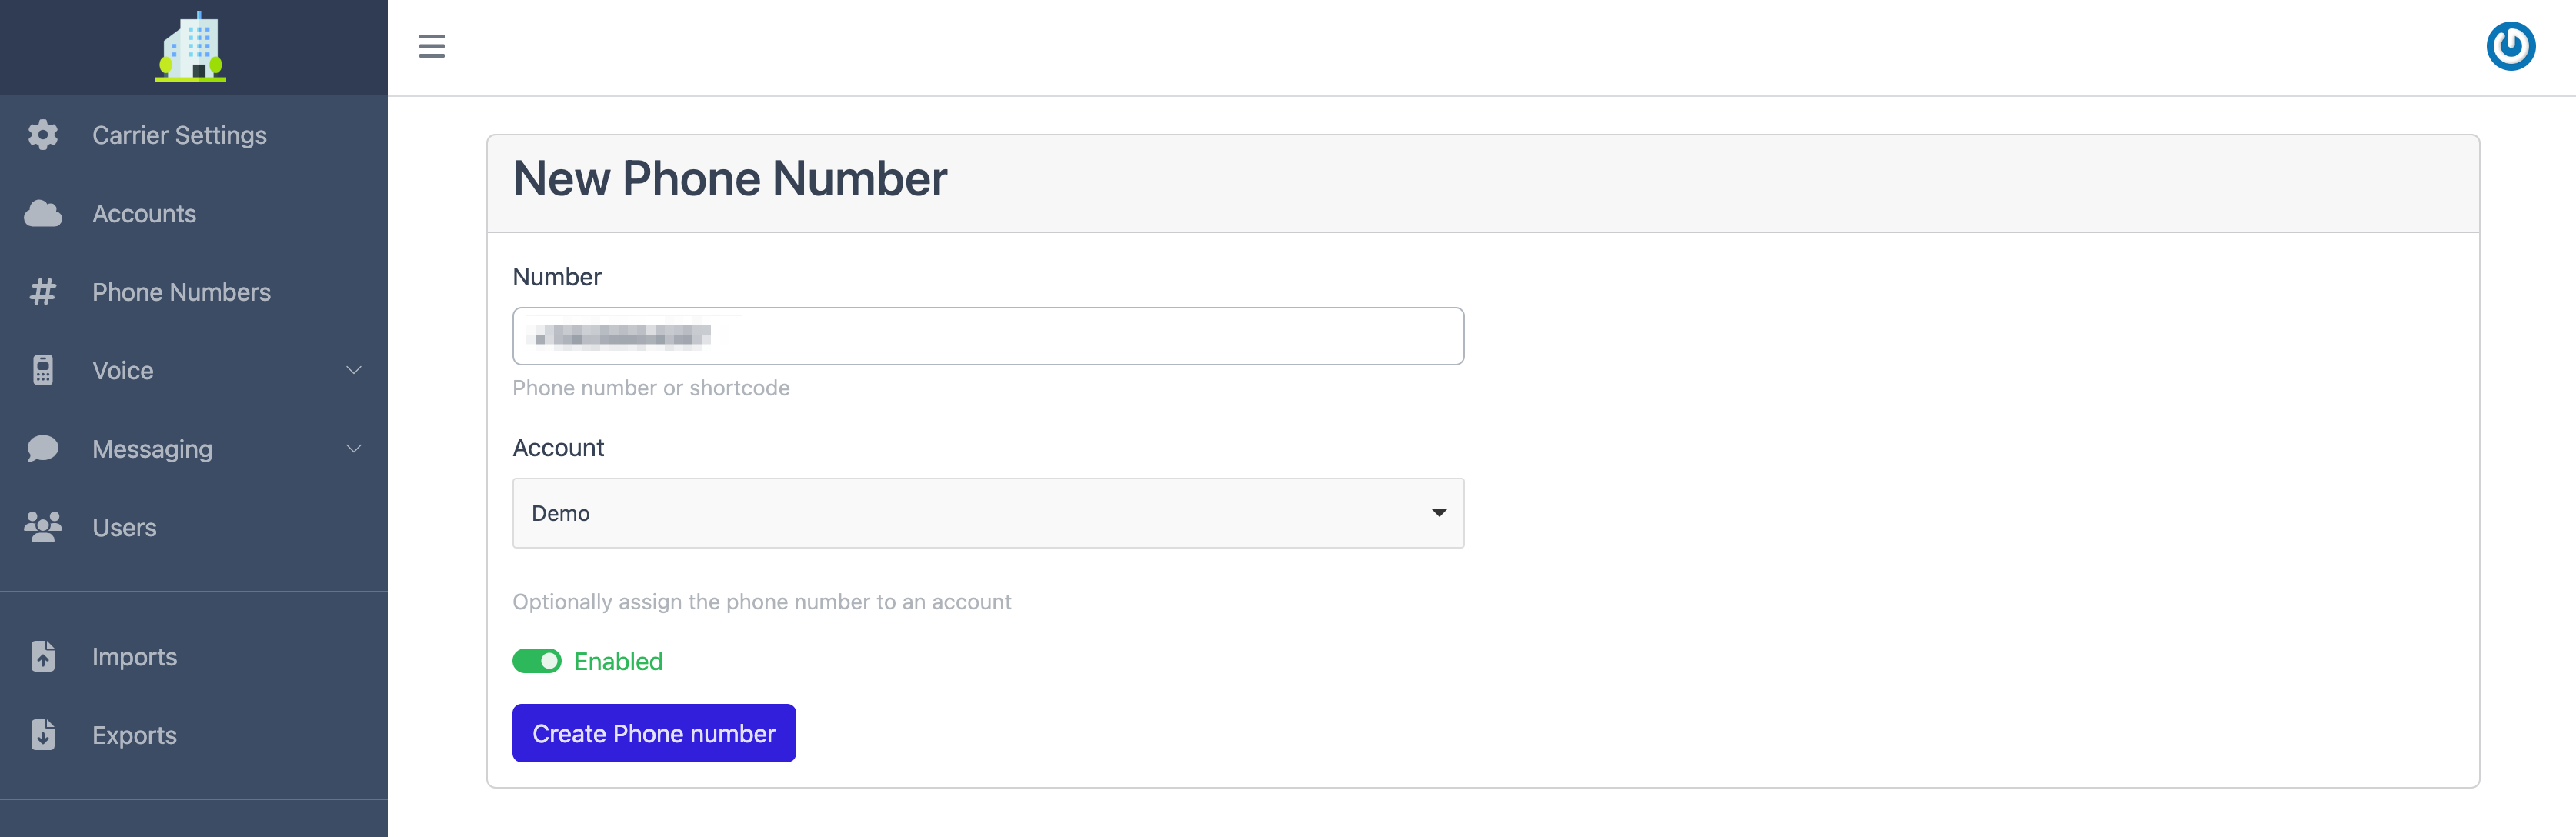 Carrier Settings
Accounts
Phone Numbers
Voice
Messaging
Users
Imports
Exports
New Phone Number
Number
Phone number or shortcode
Account
Demo
Optionally assign the phone number to an account
Enabled
Create Phone number